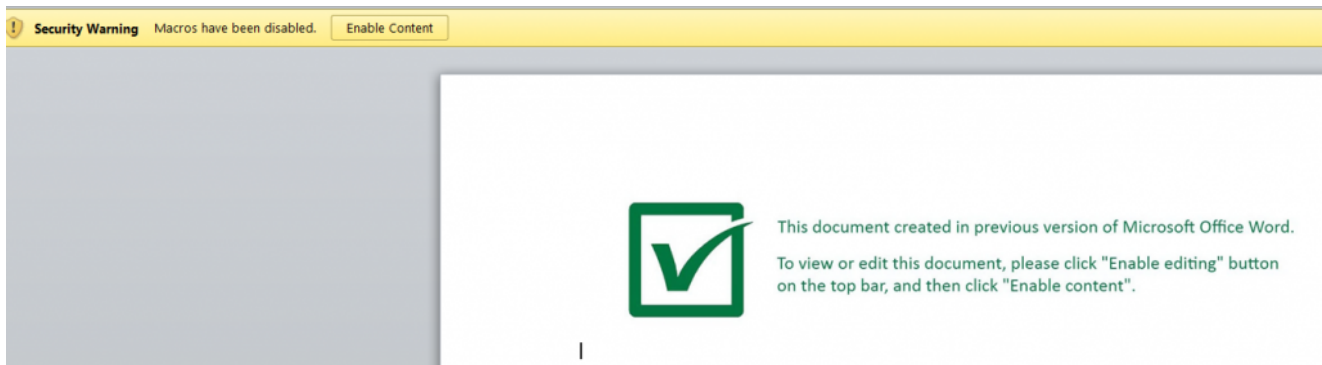 Security Warning Macros have been disabled. Enable Content
This document created in previous version of Microsoft Office Word.
To view or edit this document, please click "Enable editing" button
on the top bar, and then click "Enable content".